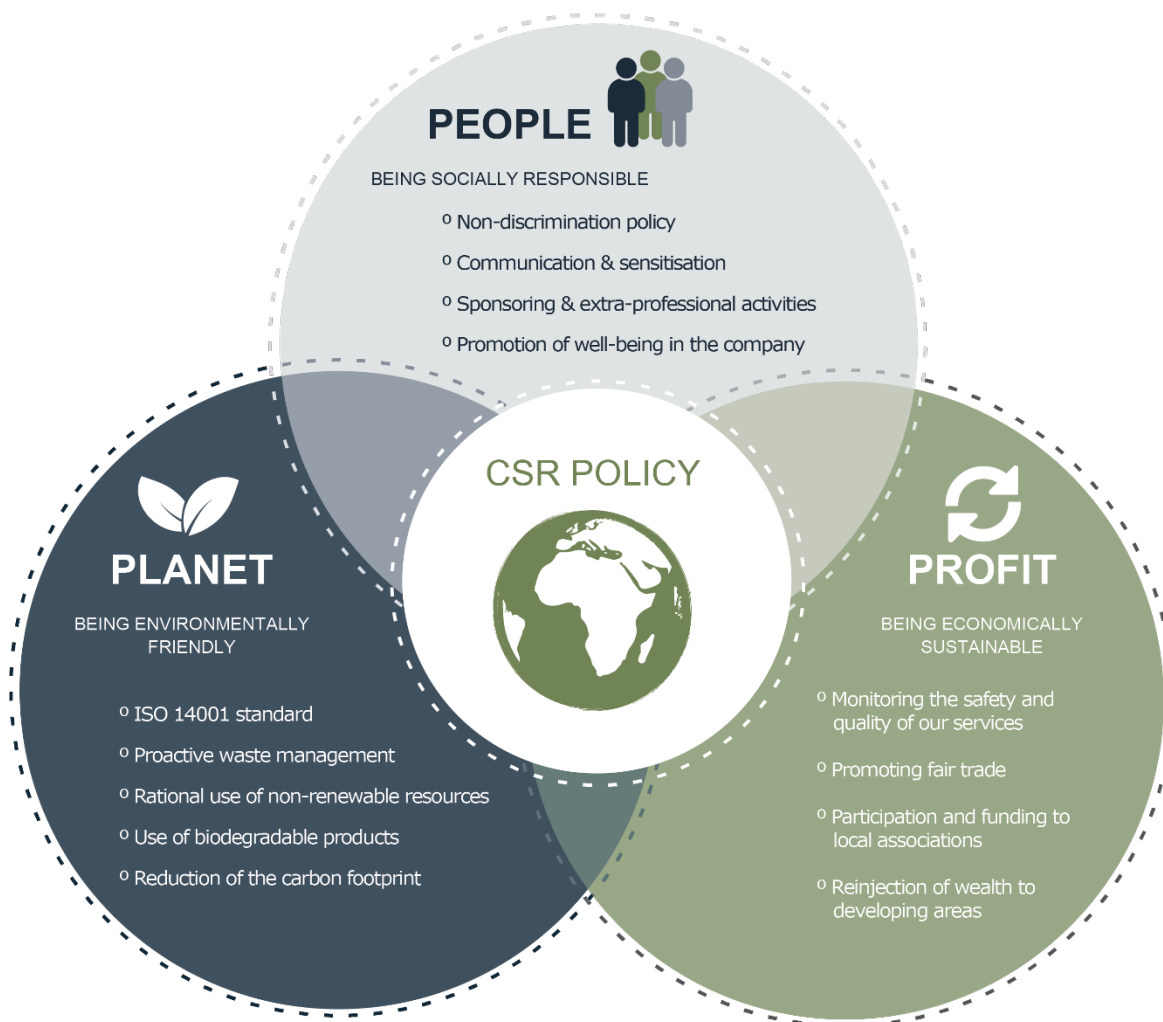 PEOPLE
BEING SOCIALLY RESPONSIBLE
º Non-discrimination policy
º Communication & sensitisation
º Sponsoring & extra-professional activities
º Promotion of well-being in the company
CSR POLICY
PLANET
BEING ENVIRONMENTALLY
FRIENDLY
º ISO 14001 standard
º Proactive waste management
º Rational use of non-renewable resources
º Use of biodegradable products
º Reduction of the carbon footprint
PROFIT
BEING ECONOMICALLY
SUSTAINABLE
º Monitoring the safety and
quality of our services
º Promoting fair trade
º Participation and funding to
local associations
º Reinjection of wealth to
developing areas